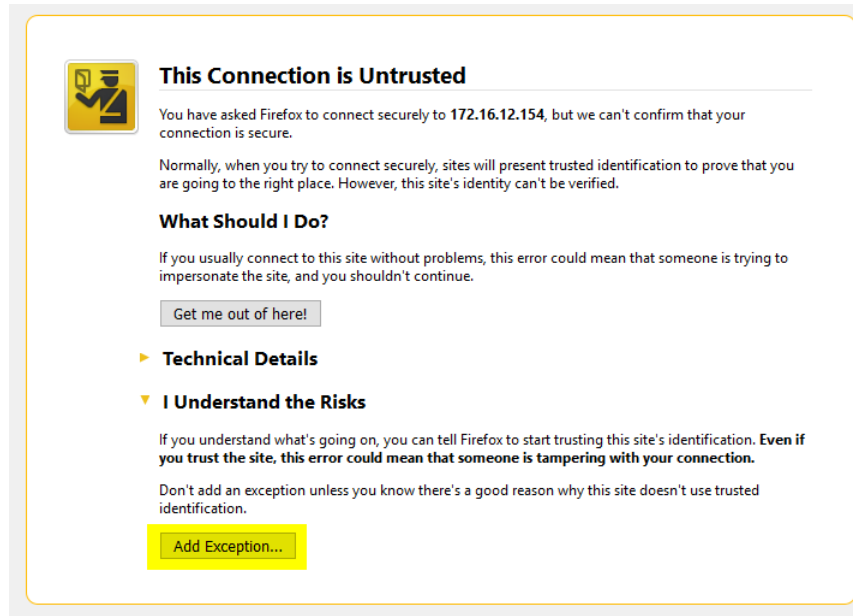 This Connection is Untrusted
You have asked Firefox to connect securely to 172.16.12.154, but we can't confirm that your
connection is secure.
Normally, when you try to connect securely, sites will present trusted identification to prove that you
are going to the right place. However, this site's identity can't be verified.
What Should I Do?
If you usually connect to this site without problems, this error could mean that someone is trying to
impersonate the site, and you shouldn't continue.
Get me out of here!
Technical Details
I Understand the Risks
If you understand what's going on, you can tell Firefox to start trusting this site's identification. Even if
you trust the site, this error could mean that someone is tampering with your connection.
Don't add an exception unless you know there's a good reason why this site doesn't use trusted
identification.
Add Exception...